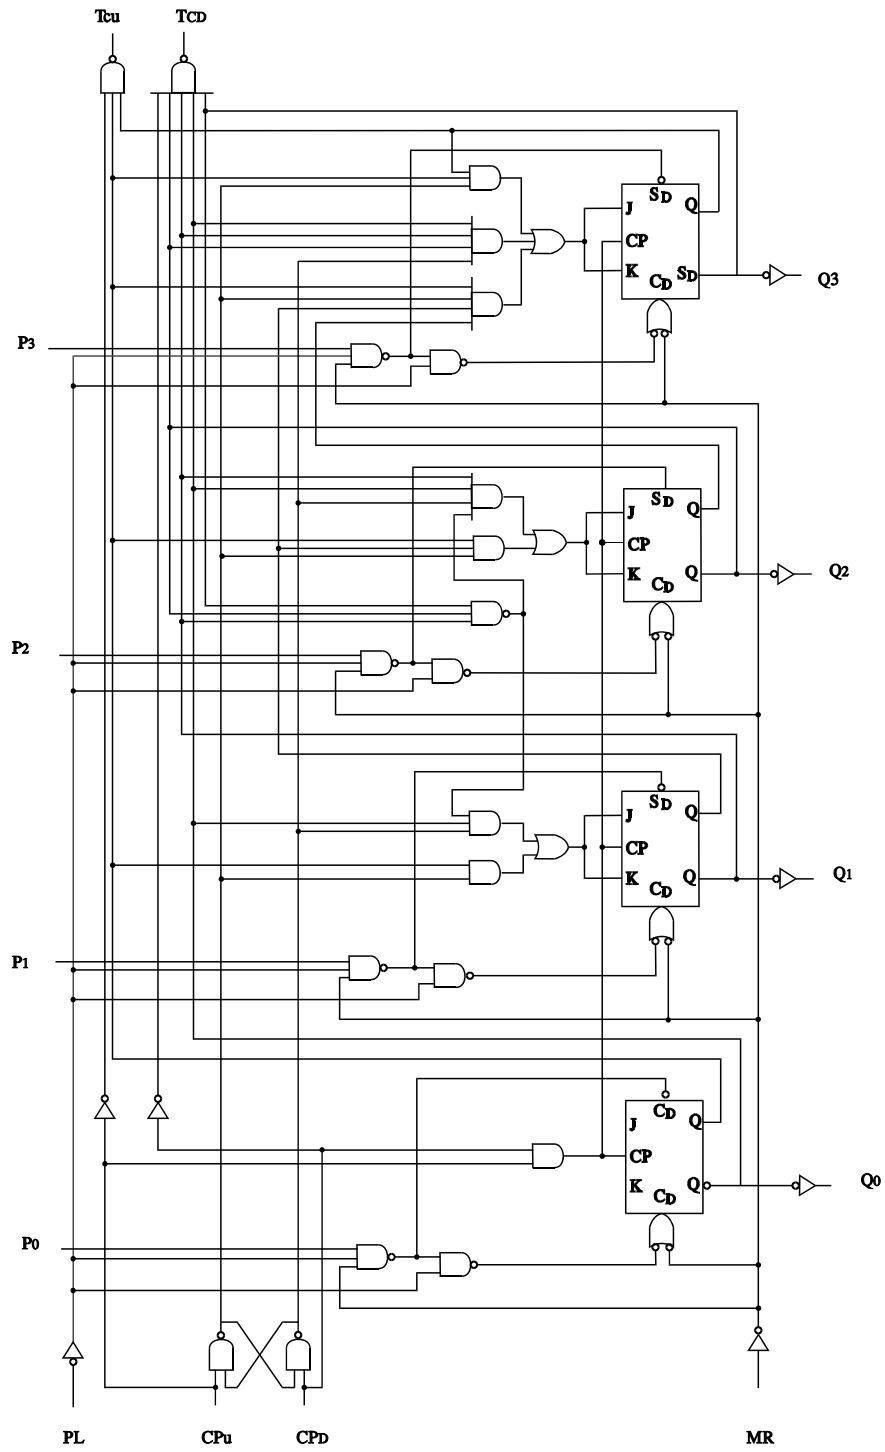 Tcu TCD
SD
J Q
CP
K SD
CD
Q3
P3
SD
J Q
CP
K Q
CD
Q2
P2
SD
J Q
CP
K Q
CD
Q1
P1
CD
J Q
CP
K Q
CD
Q0
P0
PL CPu CPD MR